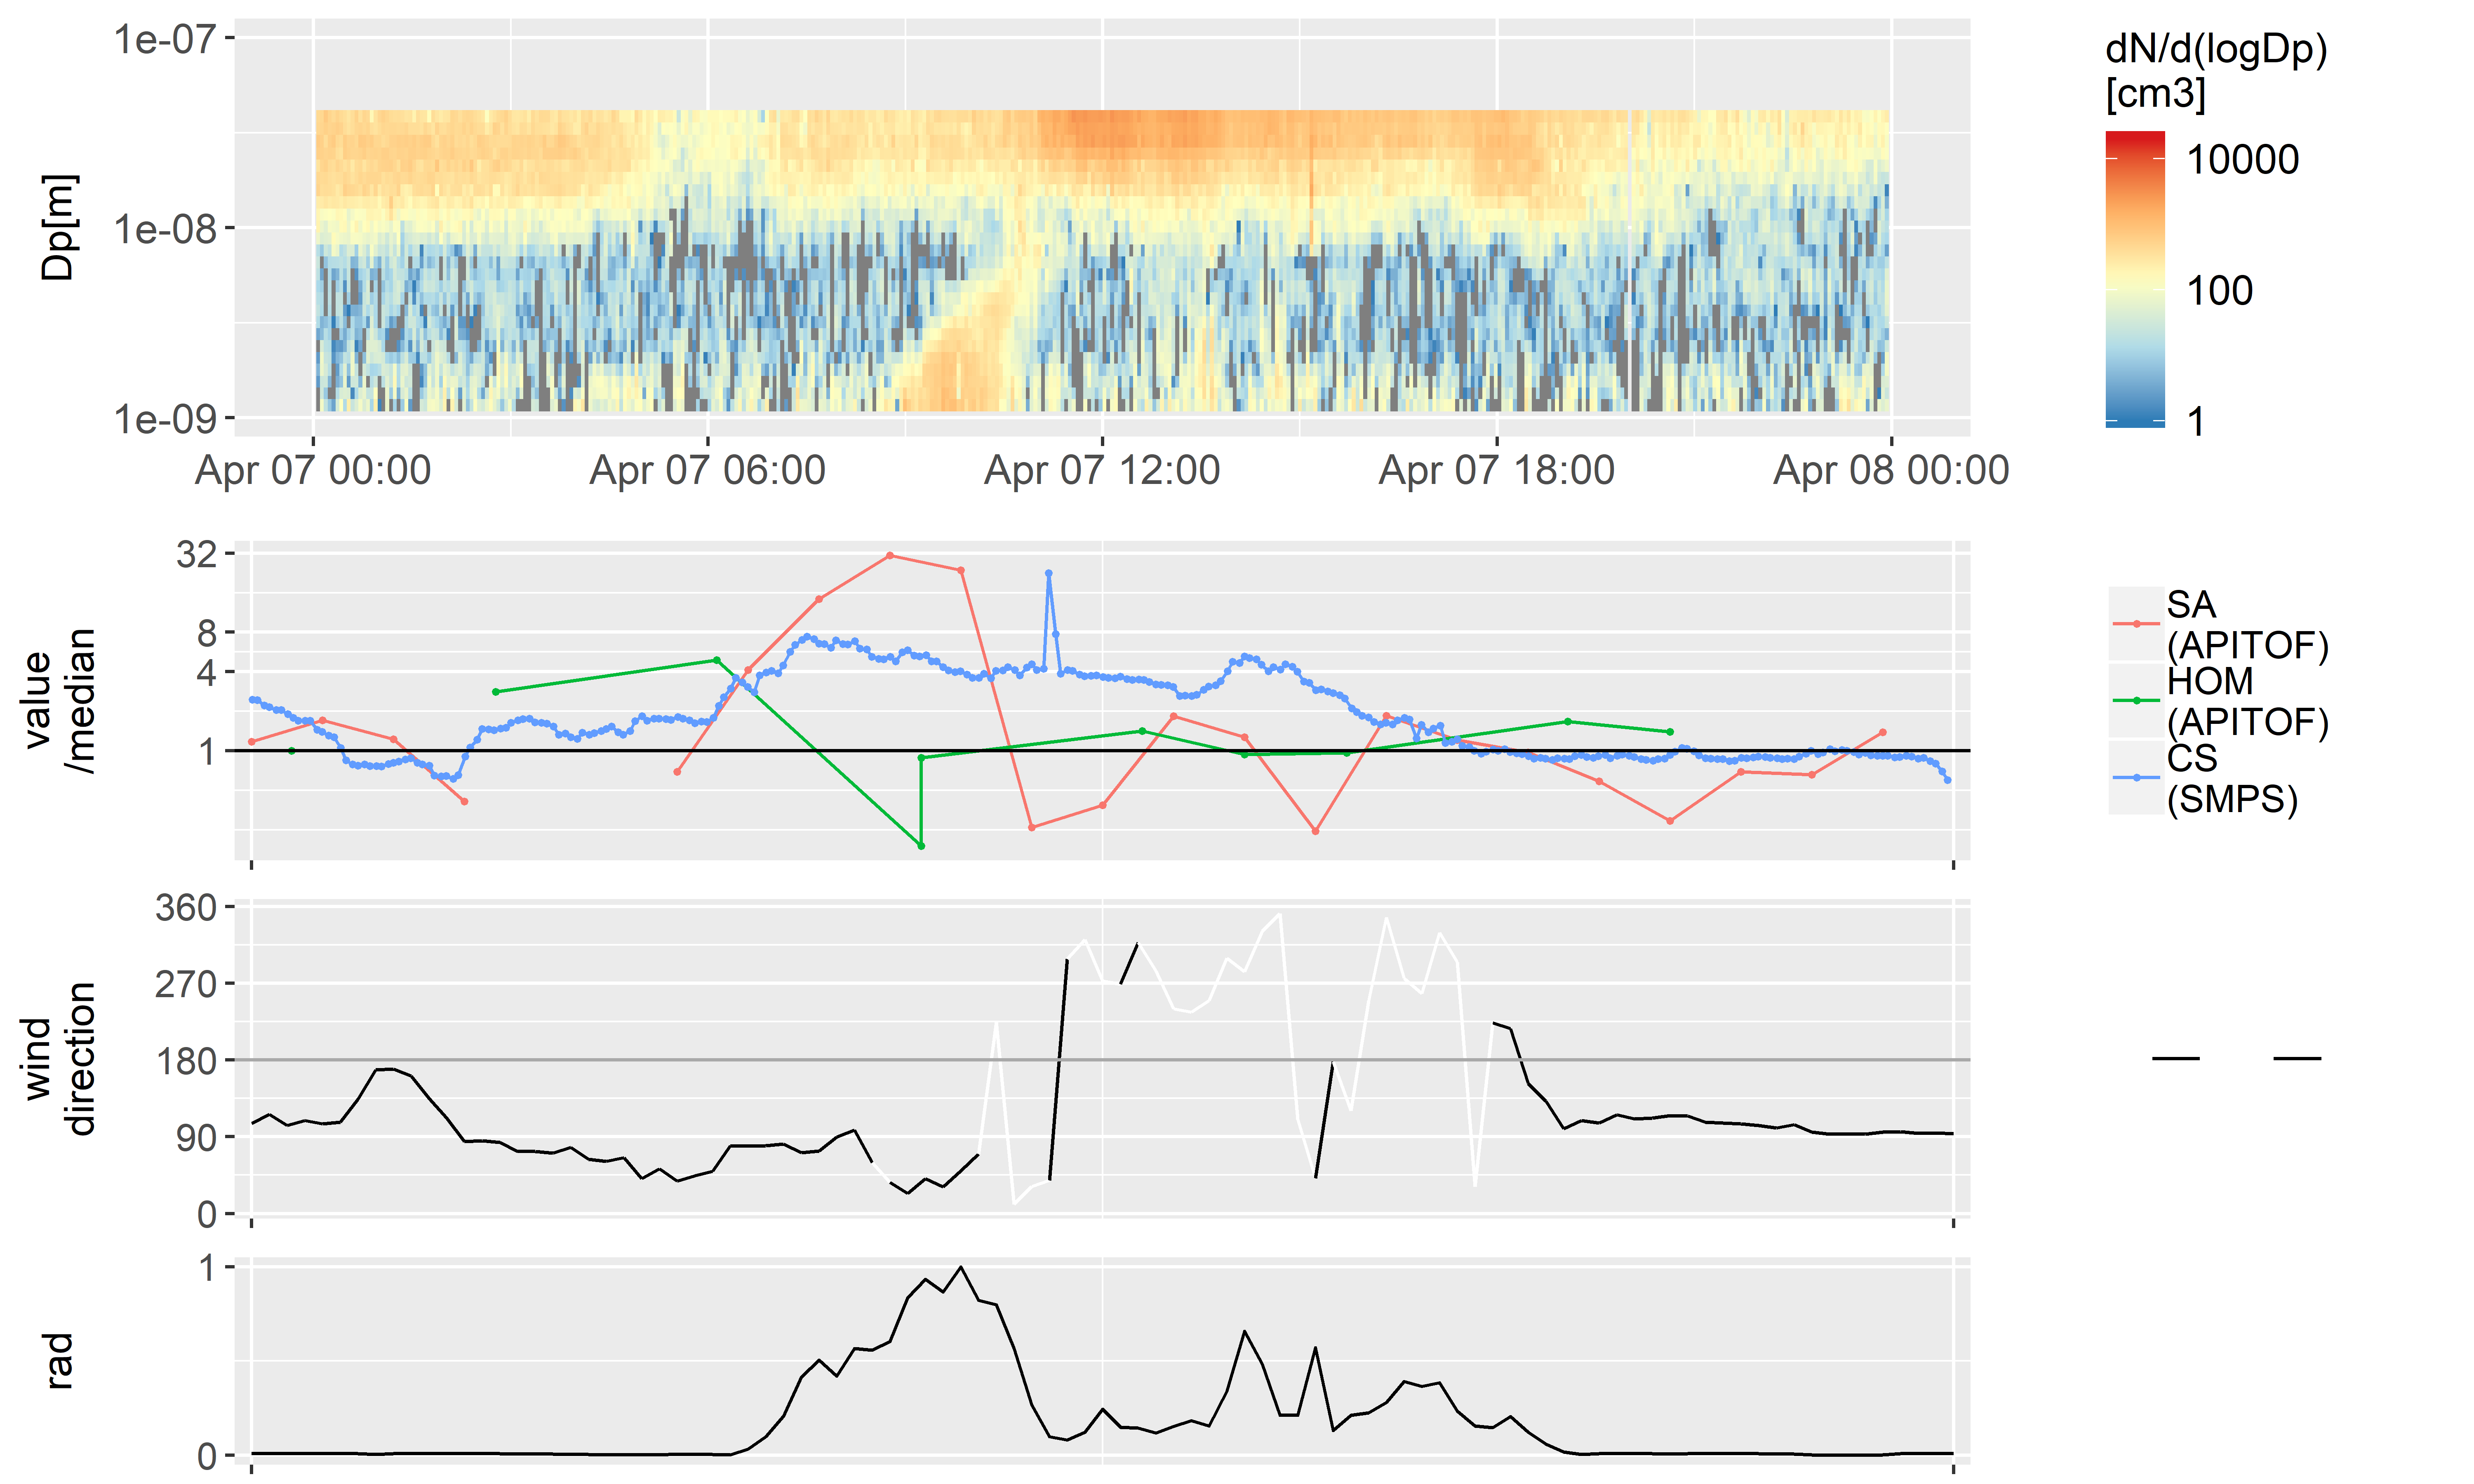 1e-07
1e-08
1e-09
Dp[m]
Apr 07 00:00
Apr 07 06:00
Apr 07 12:00
Apr 07 18:00
Apr 08 00:00
dN/d(logDp)
[cm3]
10000
100
1
32
8
4
1
value
/median
SA
(APITOF)
HOM
(APITOF)
CS
(SMPS)
360
270
180
90
0
wind
direction
1
0
rad